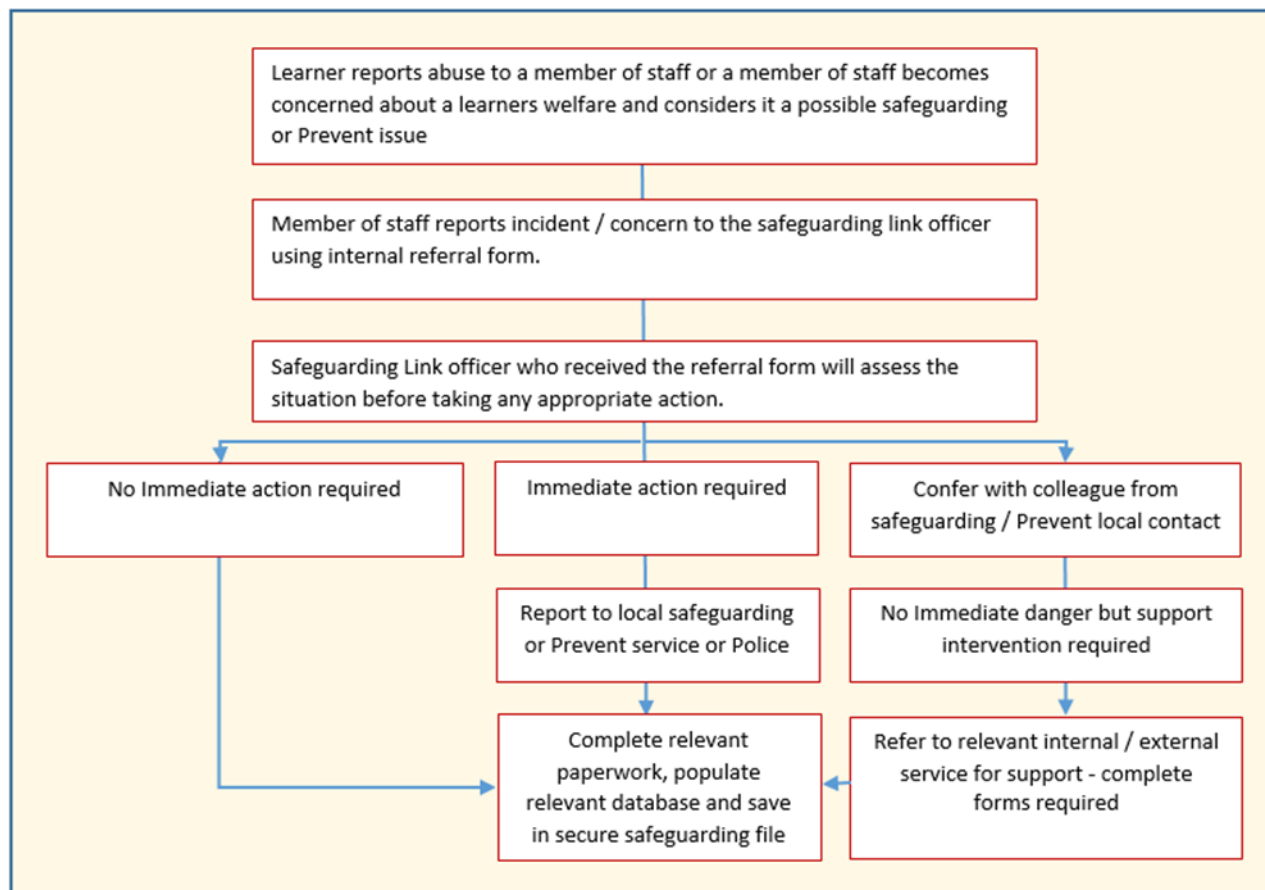 Learner reports abuse to a member of staff or a member of staff becomes
concerned about a learners welfare and considers it a possible safeguarding
or Prevent issue
Member of staff reports incident / concern to the safeguarding link officer
using internal referral form.
Safeguarding Link officer who received the referral form will assess the
situation before taking any appropriate action.
No Immediate action required
Immediate action required
Confer with colleague from
safeguarding / Prevent local contact
Report to local safeguarding
or Prevent service or Police
No Immediate danger but support
intervention required
Complete relevant
paperwork, populate
relevant database and save
in secure safeguarding file
Refer to relevant internal / external
service for support - complete
forms required